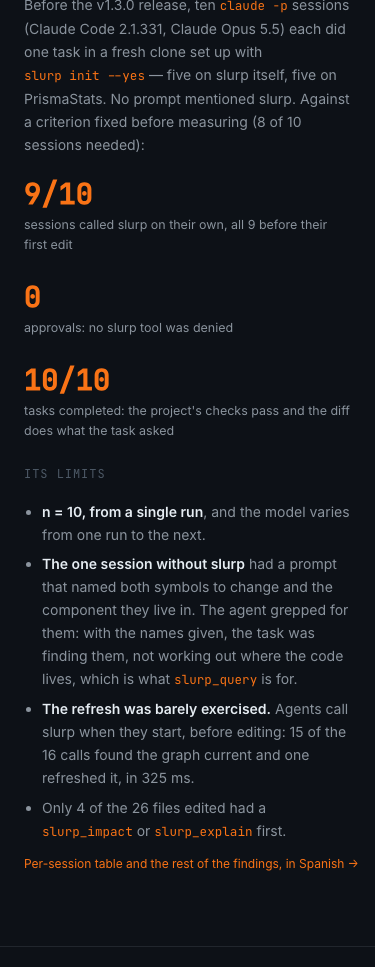 Before the v1.3.0 release, ten claude -p sessions
(Claude Code 2.1.331, Claude Opus 5.5) each did
one task in a fresh clone set up with
slurp init --yes — five on slurp itself, five on
PrismaStats. No prompt mentioned slurp. Against
a criterion fixed before measuring (8 of 10
sessions needed):
9/10
sessions called slurp on their own, all 9 before their
first edit
0
approvals: no slurp tool was denied
10/10
tasks completed: the project's checks pass and the diff
does what the task asked
ITS LIMITS
• n = 10, from a single run, and the model varies
from one run to the next.
• The one session without slurp had a prompt
that named both symbols to change and the
component they live in. The agent grepped for
them: with the names given, the task was
finding them, not working out where the code
lives, which is what slurp_query is for.
• The refresh was barely exercised. Agents call
slurp when they start, before editing: 15 of the
16 calls found the graph current and one
refreshed it, in 325 ms.
• Only 4 of the 26 files edited had a
slurp_impact or slurp_explain first.
Per-session table and the rest of the findings, in Spanish →